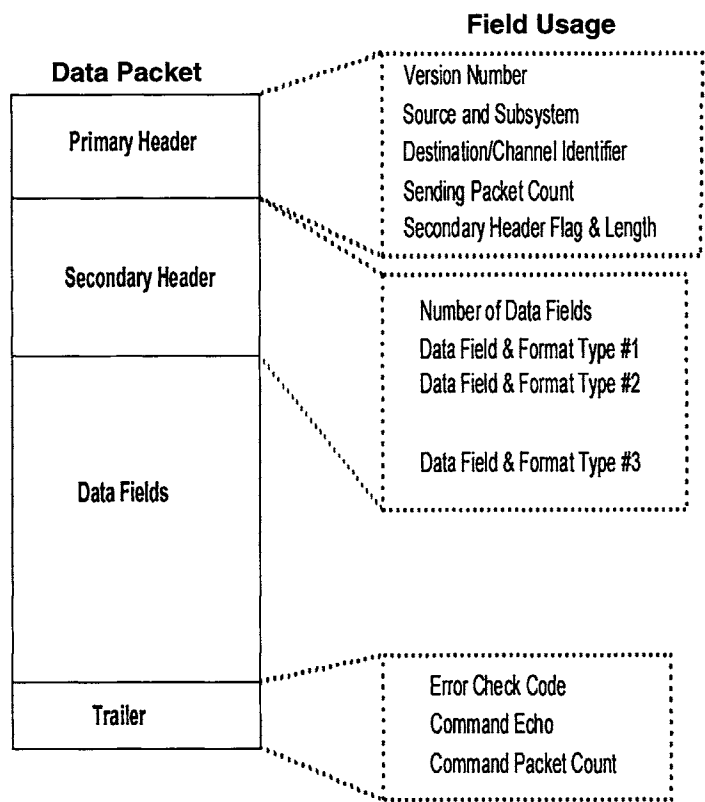 Field Usage
Data Packet
Version Number
Source and Subsystem
Primary Header
Destination/Channel Identifier
Sending Packet Count
Secondary Header Flag & Length
Secondary Header
Number of Data Fields
Data Field & Format Type #1
Data Field & Format Type #2
Data Field & Format Type #3
Data Fields
Error Check Code
Trailer
Command Echo
Command Packet Count